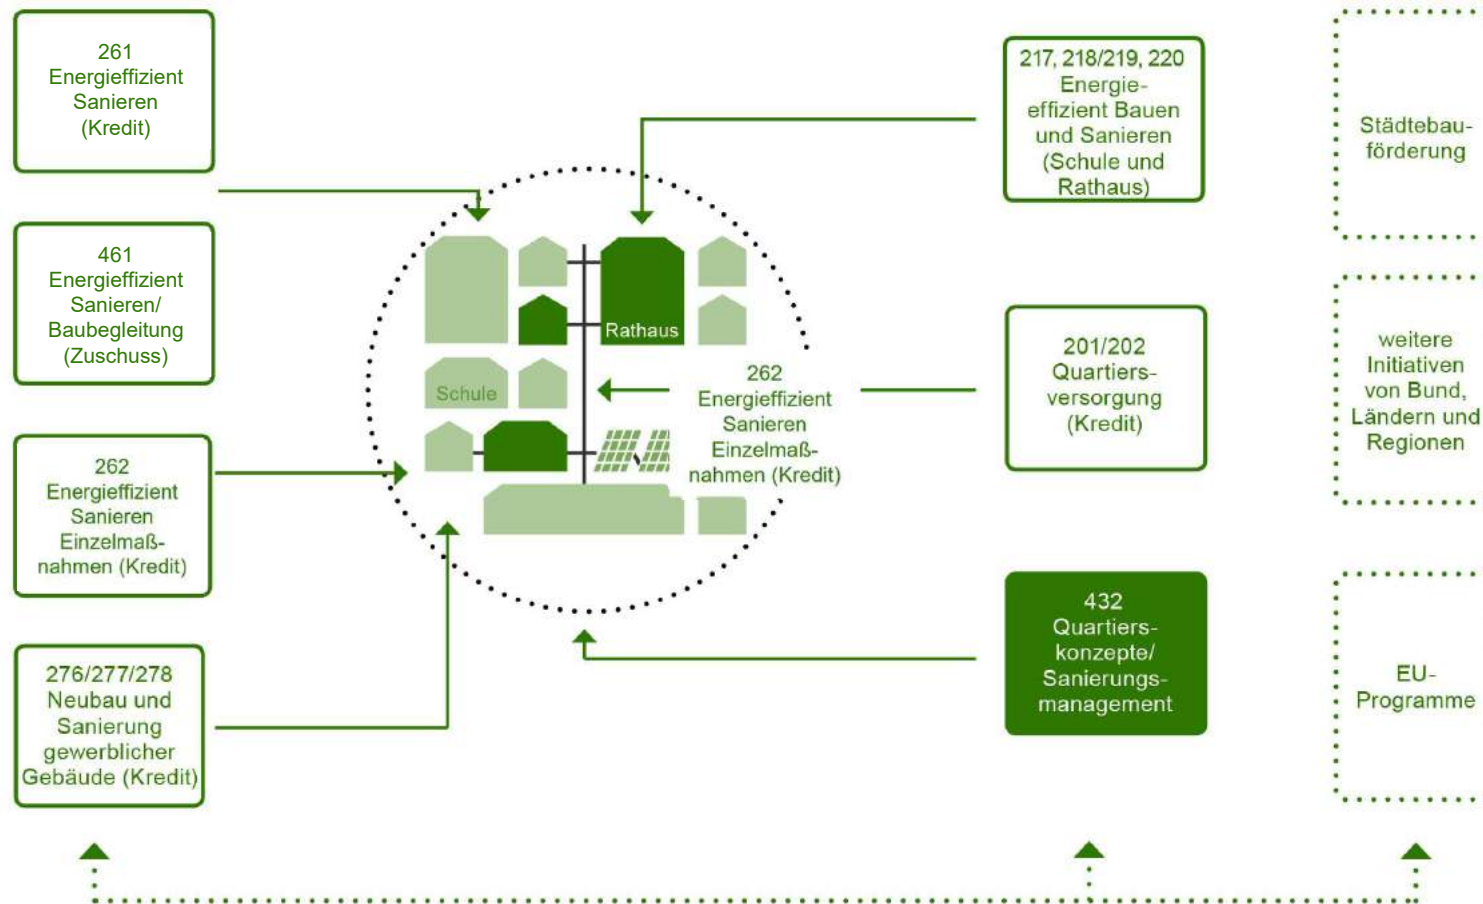 261
Energieffizient
Sanieren
(Kredit)
461
Energieffizient
Sanieren/
Baubegleitung
(Zuschuss)
262
Energieffizient
Sanieren
Einzelmaß-
nahmen (Kredit)
276/277/278
Neubau und
Sanierung
gewerblicher
Gebäude (Kredit)
Rathaus
Schule
262
Energieffizient
Sanieren
Einzelmaß-
nahmen (Kredit)
217, 218/219, 220
Energie-
effizient Bauen
und Sanieren
(Schule und
Rathaus)
201/202
Quartiers-
versorgung
(Kredit)
432
Quartiers-
konzepte/
Sanierungs-
management
Städtebau-
förderung
weitere
Initiativen
von Bund,
Ländern und
Regionen
EU-
Programme